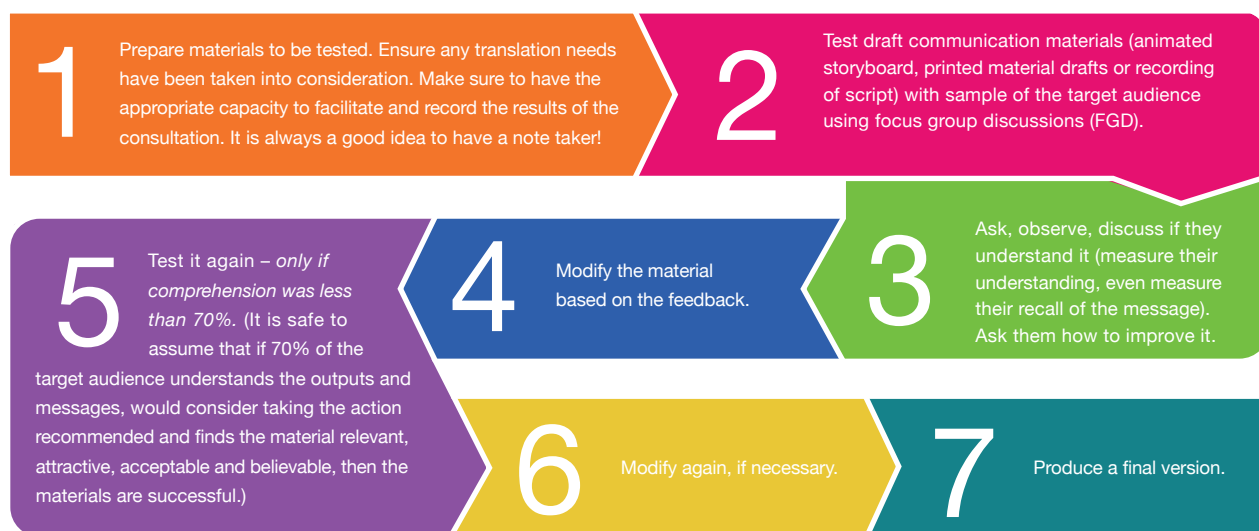 1
Prepare materials to be tested. Ensure any translation needs
have been taken into consideration. Make sure to have the
appropriate capacity to facilitate and record the results of the
consultation. It is always a good idea to have a note taker!
2
Test draft communication materials (animated
storyboard, printed material drafts or recording
of script) with sample of the target audience
using focus group discussions (FGD).
3
Ask, observe, discuss if they
understand it (measure their
understanding, even measure
their recall of the message).
Ask them how to improve it.
4
Modify the material
based on the feedback.
5
Test it again – only if
comprehension was less
than 70%. (It is safe to
assume that if 70% of the
target audience understands the outputs and
messages, would consider taking the action
recommended and finds the material relevant,
attractive, acceptable and believable, then the
materials are successful.)
6
Modify again, if necessary.
7
Produce a final version.